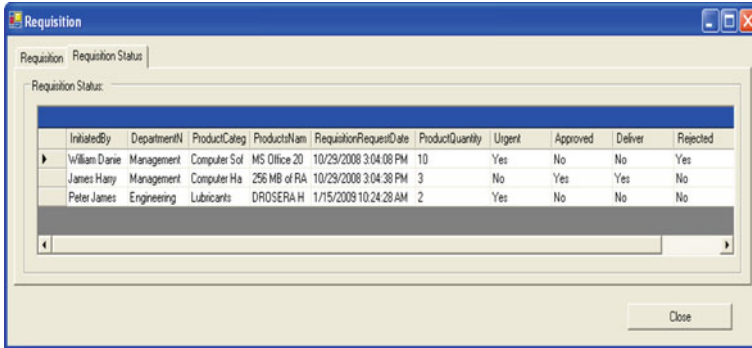 Requisition
Requisition Requisition Status
Requisition Status:
InitiatedBy DepartmentN ProductCateg ProductsNam RequisitionRequestDate ProductQuantity Urgent Approved Deliver Rejected
William Danie Management Computer Sof MS Office 20 10/29/2008 3:04:08 PM 10 Yes No No Yes
James Harry Management Computer Ha 256 MB of RA 10/29/2008 3:04:38 PM 3 No Yes Yes No
Peter James Engineering Lubricants DROSERA H 1/15/2009 10:24:28 AM 2 Yes No No No
Close